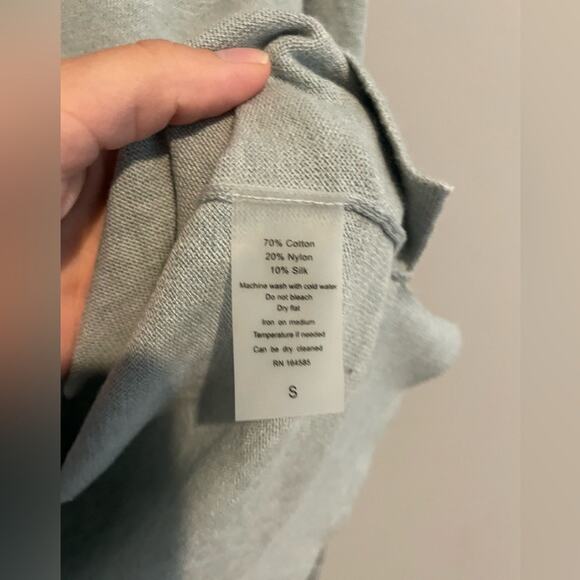 70% Cotton
20% Nylon
10% Silk
Machine wash with cold water
Do not bleach
Dry flat
Iron on medium
Temperature if needed
Can be dry cleaned
RN 164585
S